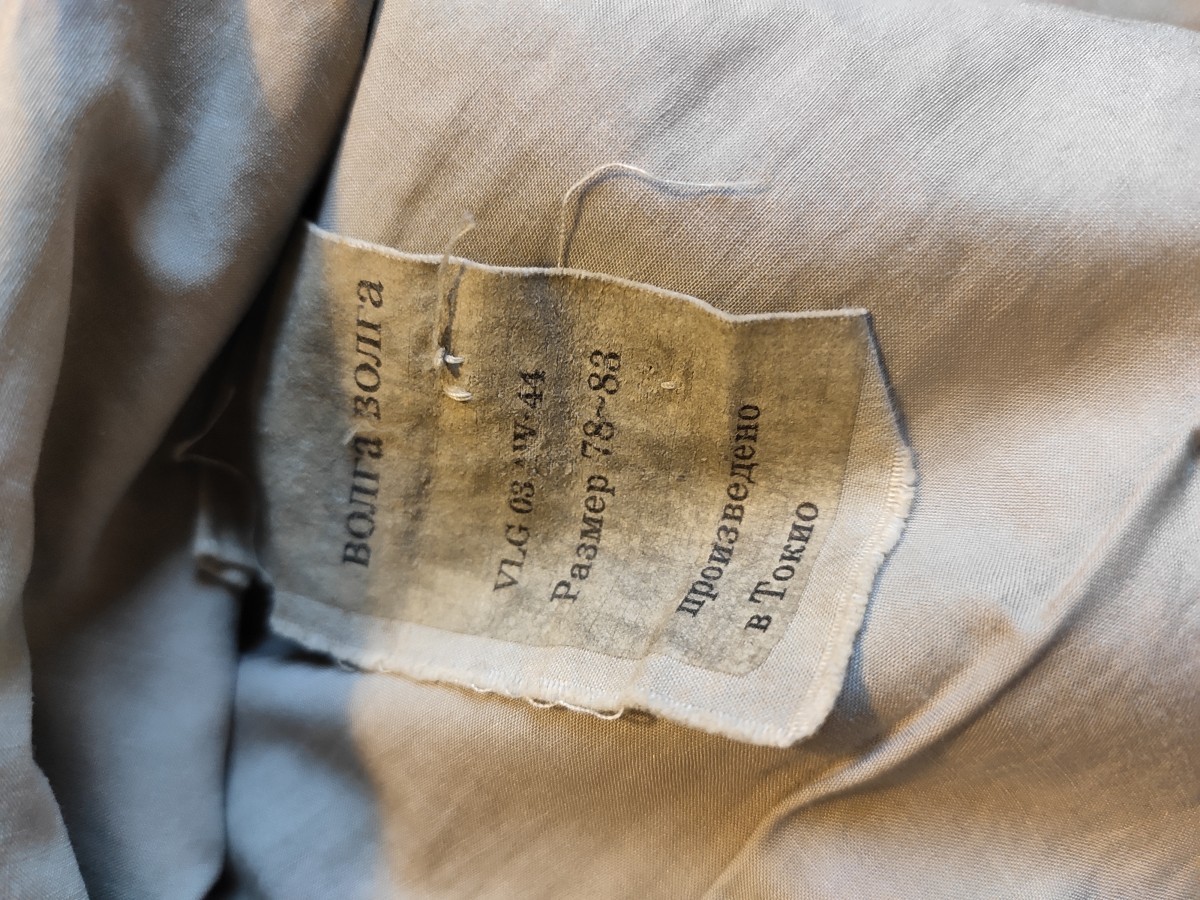 волга волга
VLG 03 AW-44
Размер 78~83
произведено
в Токио